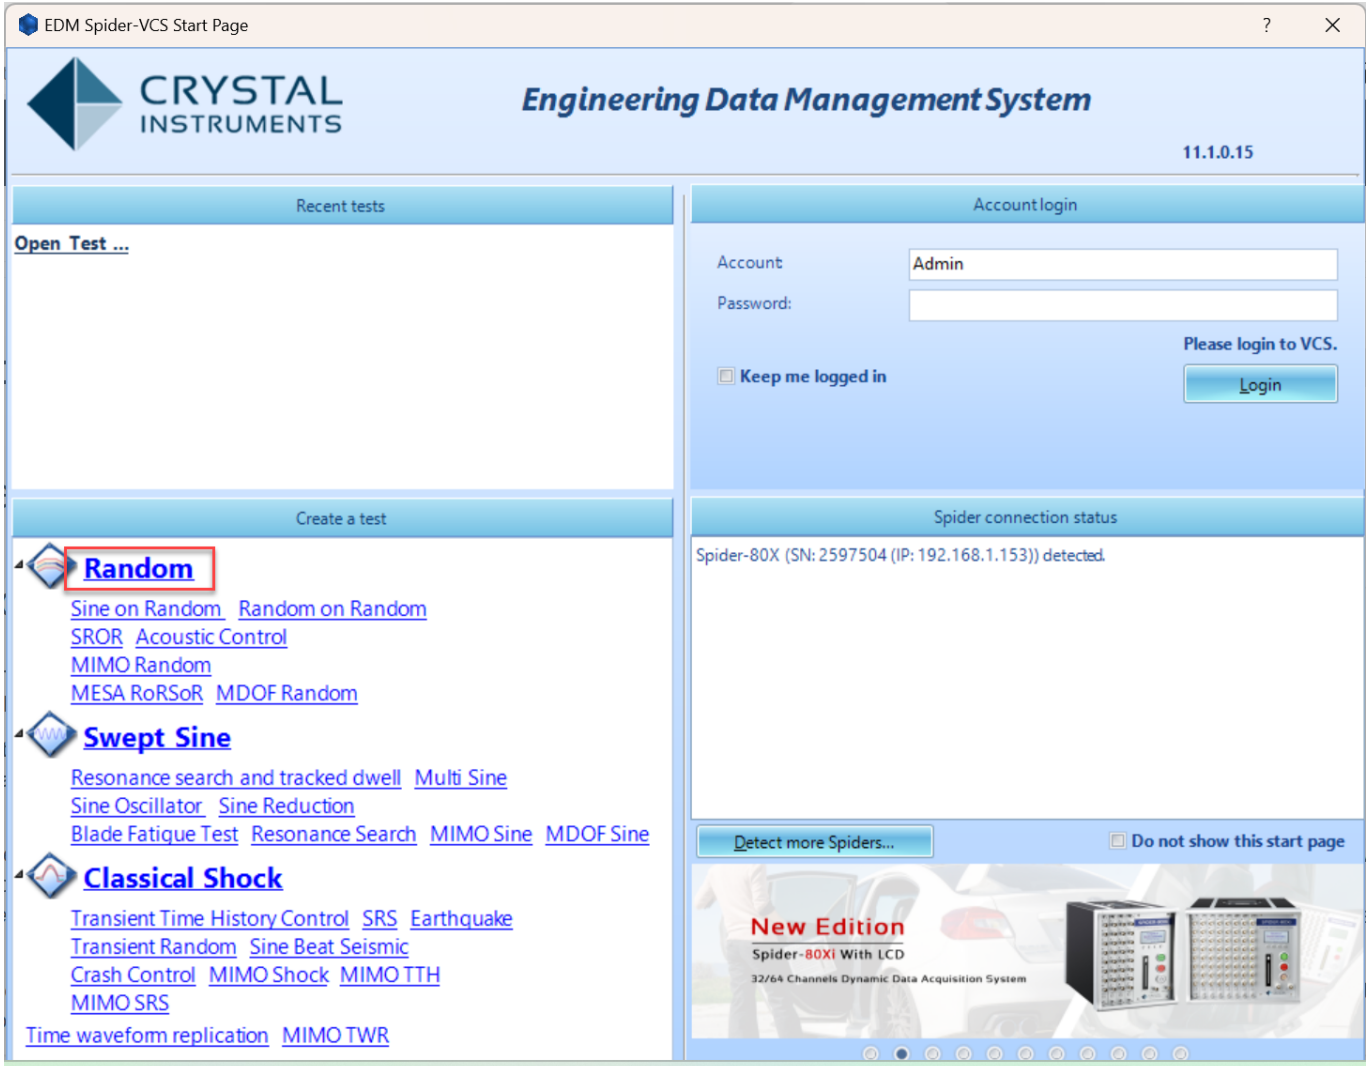 EDM Spider-VCS Start Page
?
CRYSTAL
INSTRUMENTS
Engineering Data Management System
11.1.0.15
Recent tests
Open Test ...
Account login
Account:
Admin
Password:
Please login to VCS.
Keep me logged in
Login
Create a test
Random
Sine on Random Random on Random
SROR Acoustic Control
MIMO Random
MESA RoRSoR MDOF Random
Swept Sine
Resonance search and tracked dwell Multi Sine
Sine Oscillator Sine Reduction
Blade Fatique Test Resonance Search MIMO Sine MDOF Sine
Classical Shock
Transient Time History Control SRS Earthquake
Transient Random Sine Beat Seismic
Crash Control MIMO Shock MIMO TTH
MIMO SRS
Time waveform replication MIMO TWR
Spider connection status
Spider-80X (SN: 2597504 (IP: 192.168.1.153)) detected.
Detect more Spiders...
Do not show this start page
New Edition
Spider-80Xi With LCD
32/64 Channels Dynamic Data Acquisition System